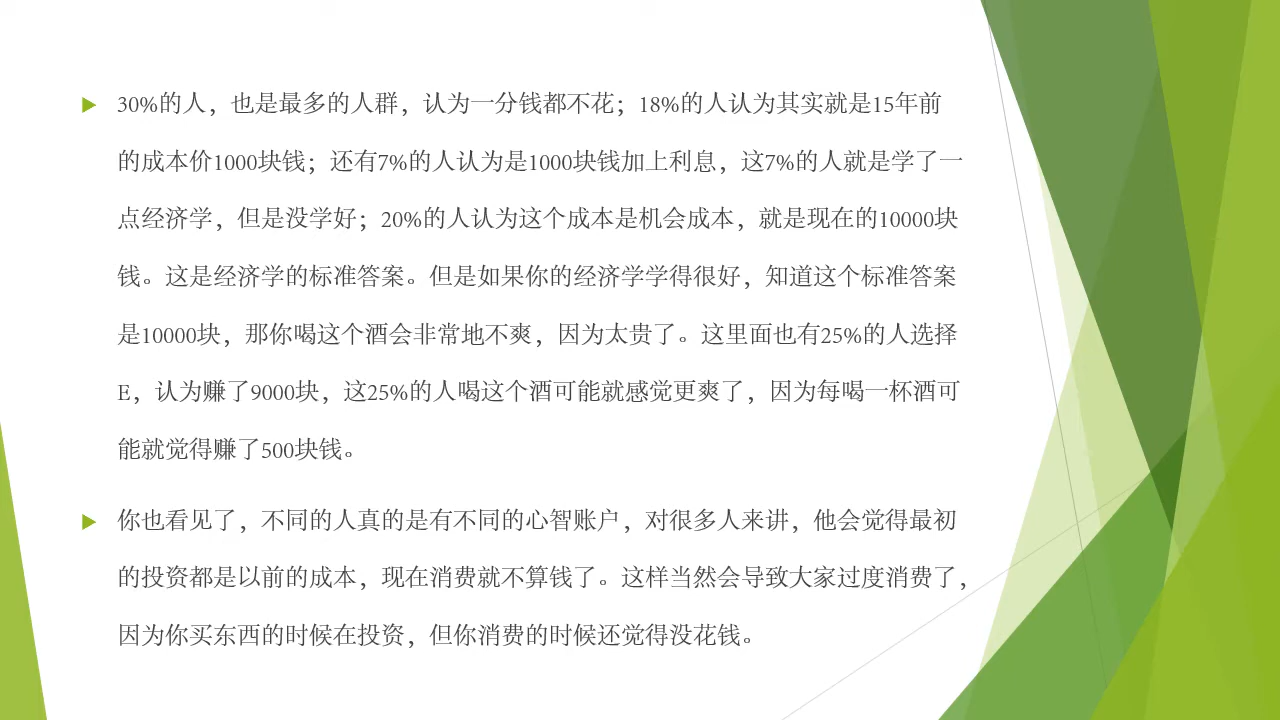 30%的人，也是最多的人群，认为一分钱都不花；18%的人认为其实就是15年前
的成本价1000块钱；还有7%的人认为是1000块钱加上利息，这7%的人就是学了一
点经济学，但是没学好；20%的人认为这个成本是机会成本，就是现在的10000块
钱。这是经济学的标准答案。但是如果你的经济学学得很好，知道这个标准答案
是10000块，那你喝这个酒会非常地不爽，因为太贵了。这里面也有25%的人选择
E，认为赚了9000块，这25%的人喝这个酒可能就感觉更爽了，因为每喝一杯酒可
能就觉得赚了500块钱。
你也看见了，不同的人真的是有不同的心智账户，对很多人来讲，他会觉得最初
的投资都是以前的成本，现在消费就不算钱了。这样当然会导致大家过度消费了，
因为你买东西的时候在投资，但你消费的时候还觉得没花钱。